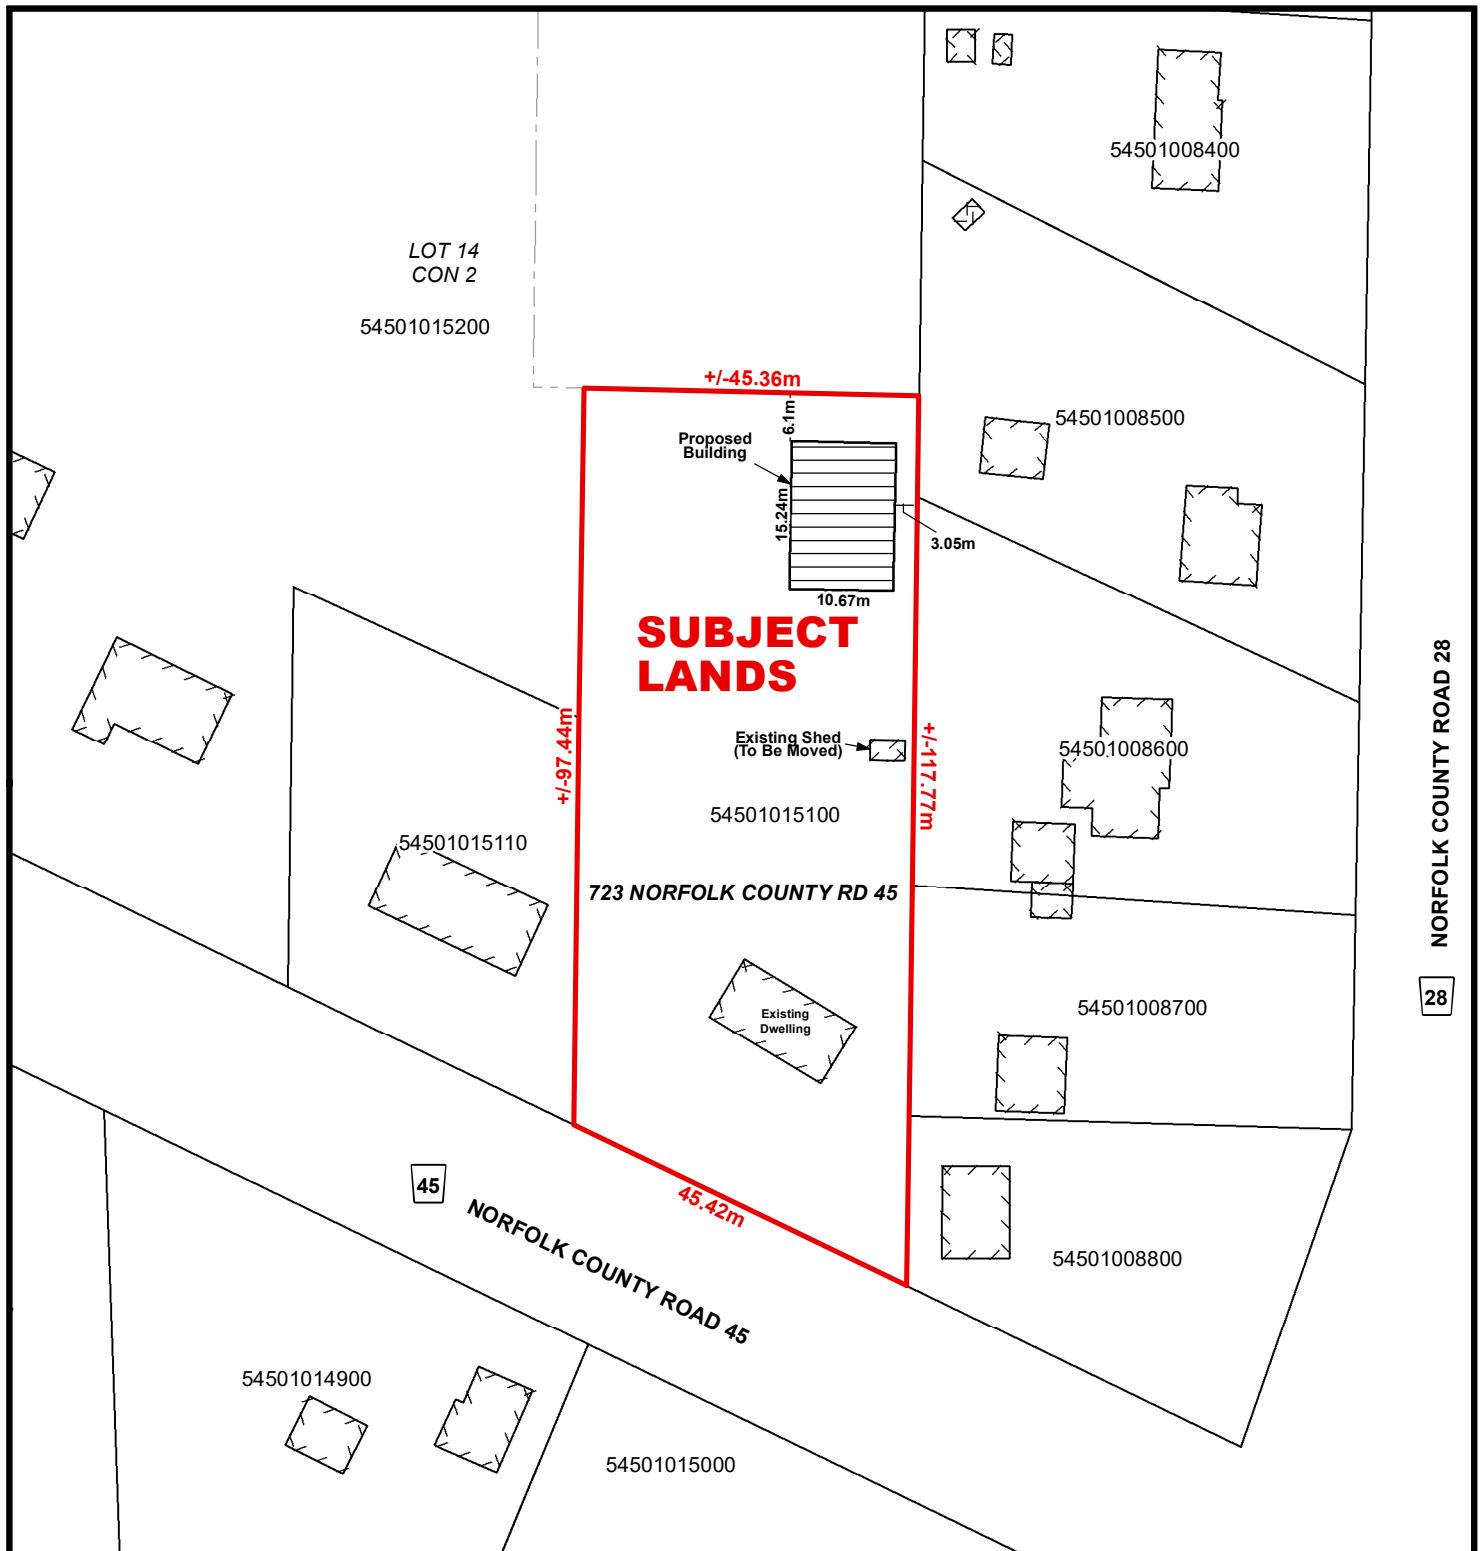 54501008400
LOT 14
CON 2
54501015200
+/-45.36m
6.1m
54501008500
Proposed
Building
15.24m
3.05m
10.67m
SUBJECT
LANDS
NORFOLK COUNTY ROAD 28
28
+/-97.44m
Existing Shed
(To Be Moved)
+/-117.77m
54501008600
54501015100
54501015110
723 NORFOLK COUNTY RD 45
54501008700
Existing
Dwelling
45
45.42m
NORFOLK COUNTY ROAD 45
54501008800
54501014900
54501015000